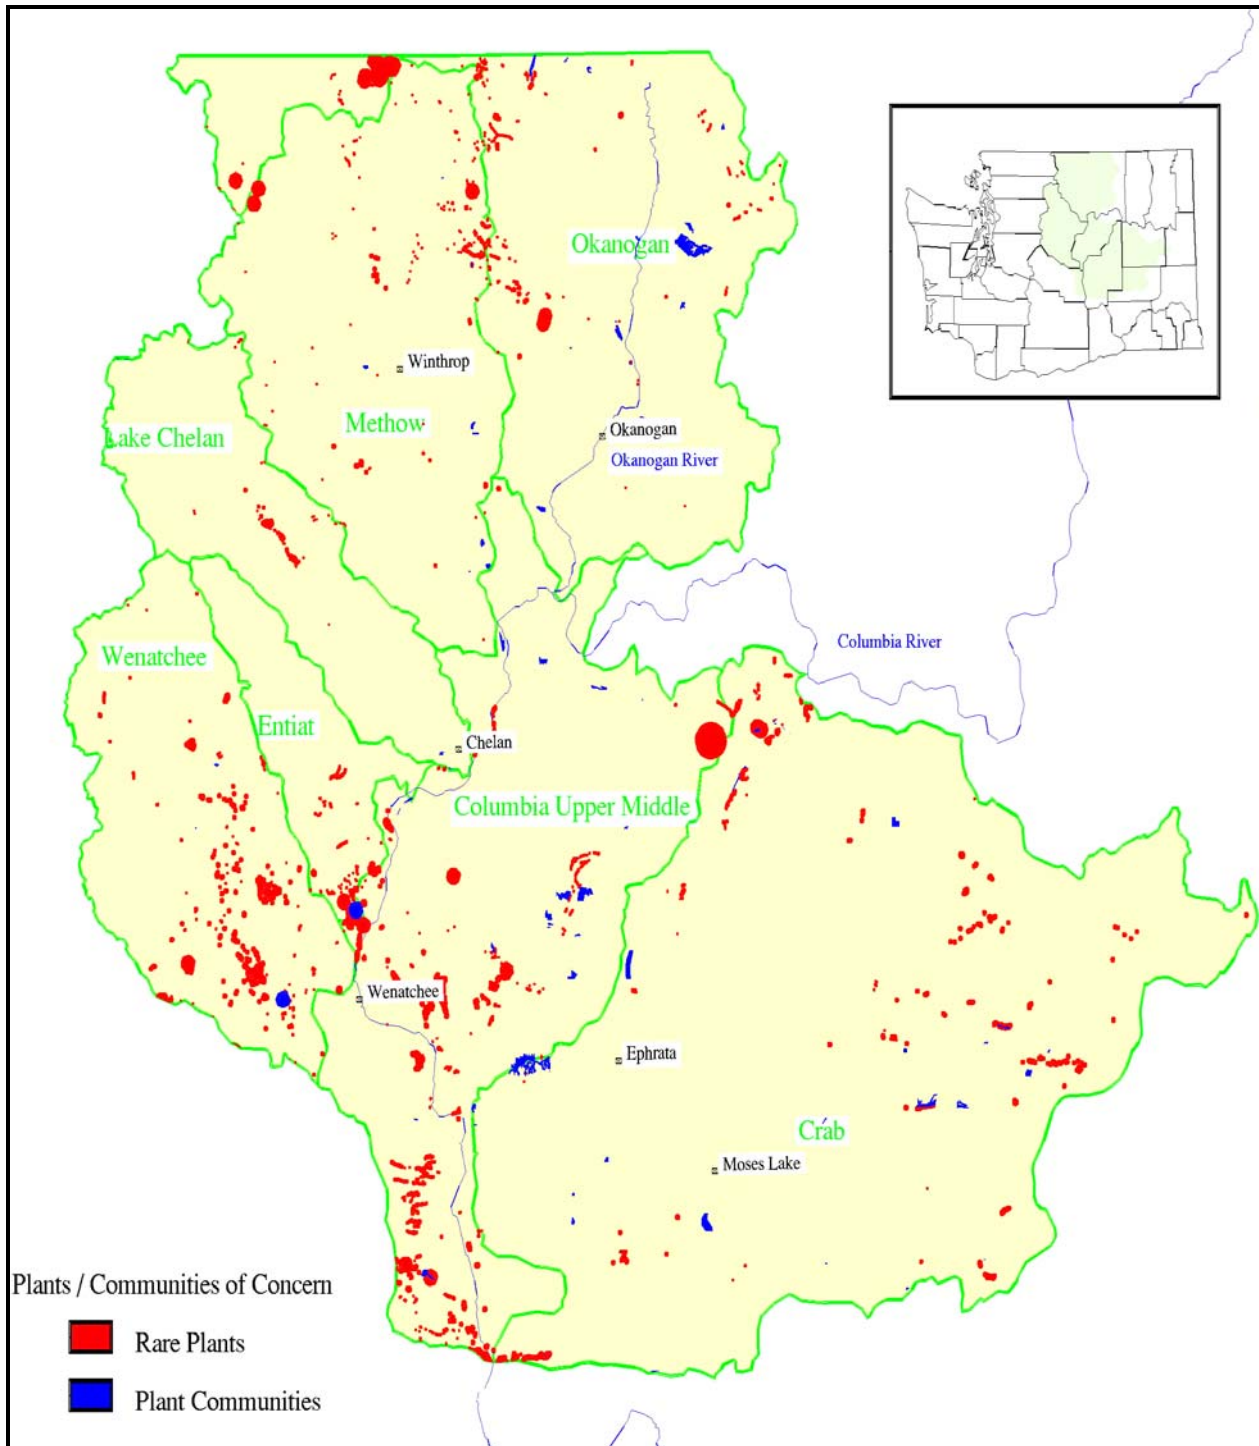 Okanogan
Winthrop
Methow
Lake Chelan
Okanogan
Okanogan River
Wenatchee
Columbia River
Entiat
Chelan
Columbia Upper Middle
Wenatchee
Ephrata
Crab
Moses Lake
Plants / Communities of Concern
Rare Plants
Plant Communities